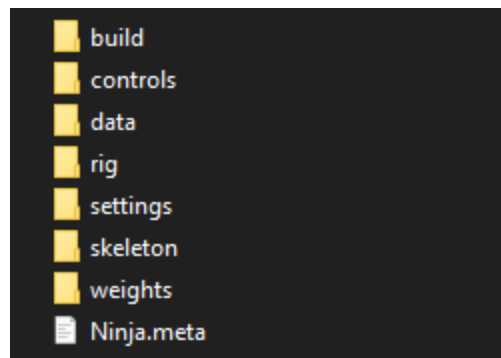 build
controls
data
rig
settings
skeleton
weights
Ninja.meta